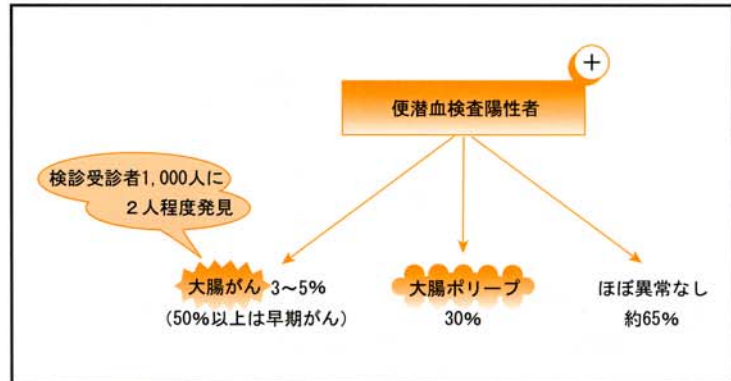 +
便潜血検査陽性者
検診受診者1,000人に
2人程度発見
大腸がん 3～5%
(50%以上は早期がん)
大腸ポリープ
30%
ほぼ異常なし
約65%